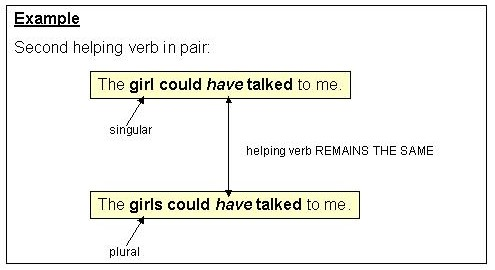 Example
Second helping verb in pair:
The girl could have talked to me.
singular
helping verb REMAINS THE SAME
The girls could have talked to me.
plural